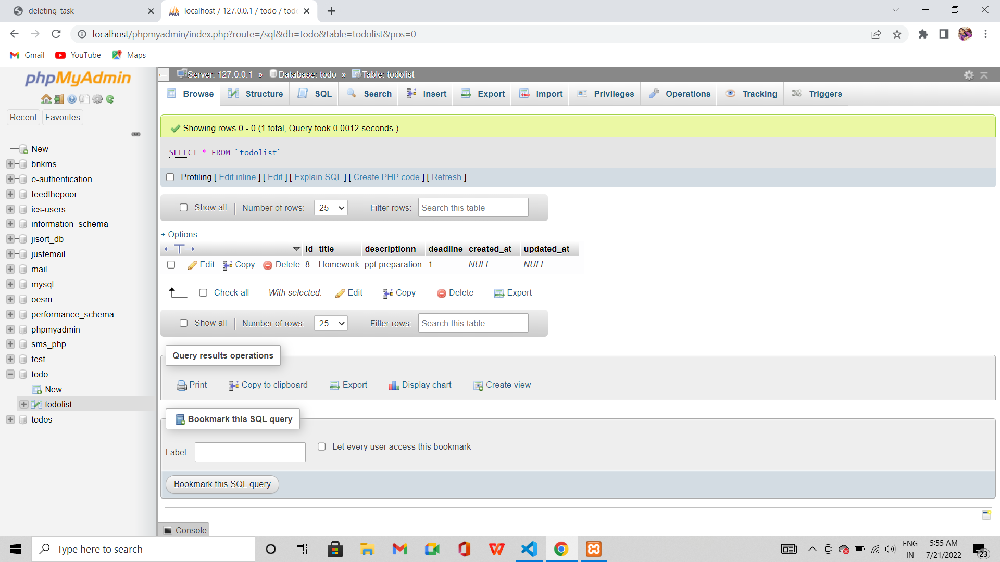 deleting-task
localhost / 127.0.0.1 / todo / todo
localhost/phpmyadmin/index.php?route=/sql&db=todo&table=todolist&pos=0
Gmail YouTube Maps
phpMyAdmin
Recent Favorites
New
bnkms
e-authentication
feedthepoor
ics-users
information_schema
jisort_db
justemail
mail
mysql
oesm
performance_schema
phpmyadmin
sms_php
test
todo
New
todolist
todos
Server: 127.0.0.1 » Database: todo » Table: todolist
Browse Structure SQL Search Insert Export Import Privileges Operations Tracking Triggers
Showing rows 0 - 0 (1 total, Query took 0.0012 seconds.)
SELECT * FROM `todolist`
Profiling [ Edit inline ] [ Edit ] [ Explain SQL ] [ Create PHP code ] [ Refresh ]
Show all Number of rows: 25 Filter rows: Search this table
+ Options
id title descriptionn deadline created_at updated_at
Edit Copy Delete 8 Homework ppt preparation 1 NULL NULL
Check all With selected: Edit Copy Delete Export
Show all Number of rows: 25 Filter rows: Search this table
Query results operations
Print Copy to clipboard Export Display chart Create view
Bookmark this SQL query
Label: Let every user access this bookmark
Bookmark this SQL query
Console
Type here to search
ENG
IN
5:55 AM
7/21/2022
23